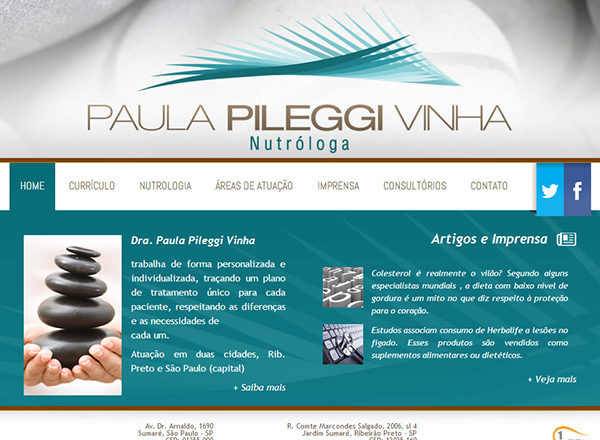 PAULA PILEGGI VINHA
Nutróloga
HOME CURRÍCULO NUTROLOGIA ÁREAS DE ATUAÇÃO IMPRENSA CONSULTÓRIOS CONTATO
Dra. Paula Pileggi Vinha
trabalha de forma personalizada e
individualizada, traçando um plano
de tratamento único para cada
paciente, respeitando as diferenças
e as necesidades de
cada um.
Atuação em duas cidades, Rib.
Preto e São Paulo (capital)
+ Saiba mais
Artigos e Imprensa
Colesterol é realmente o vilão? Segundo alguns
especialistas mundiais , a dieta com baixo nível de
gordura é um mito no que diz respeito à proteção
para o coração.
Estudos associam consumo de Herbalife a lesões no
fígado. Esses produtos são vendidos como
suplementos alimentares ou dietéticos.
+ Veja mais
Av. Dr. Arnaldo, 1690
Sumaré, São Paulo - SP
R. Comte Marcondes Salgado, 2006, sl 4
Jardim Sumaré, Ribeirão Preto - SP